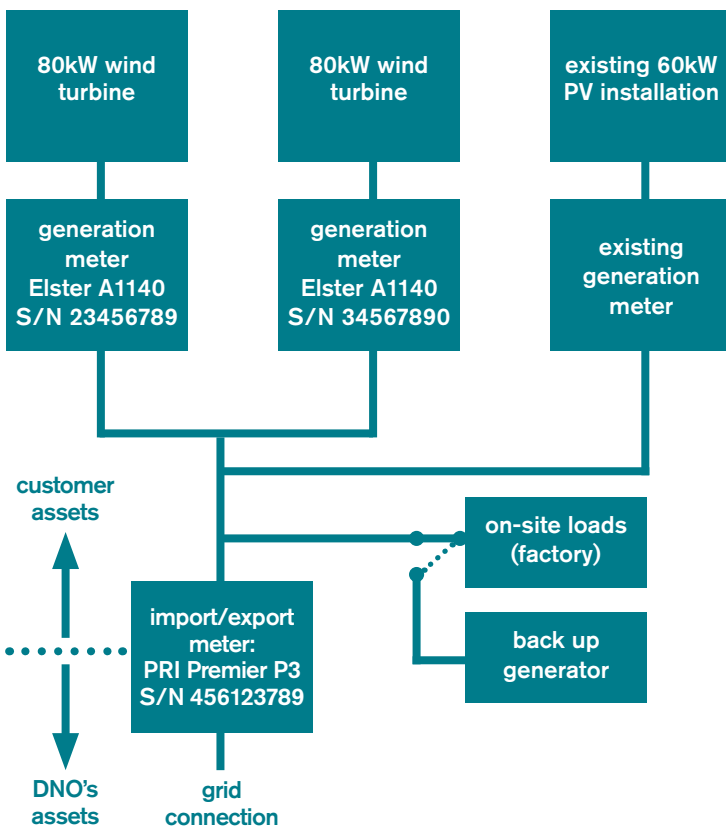 80kW wind
turbine
80kW wind
turbine
existing 60kW
PV installation
generation
meter
Elster A1140
S/N 23456789
generation
meter
Elster A1140
S/N 34567890
existing
generation
meter
customer
assets
on-site loads
(factory)
import/export
meter:
PRI Premier P3
S/N 456123789
back up
generator
DNO's
assets
grid
connection